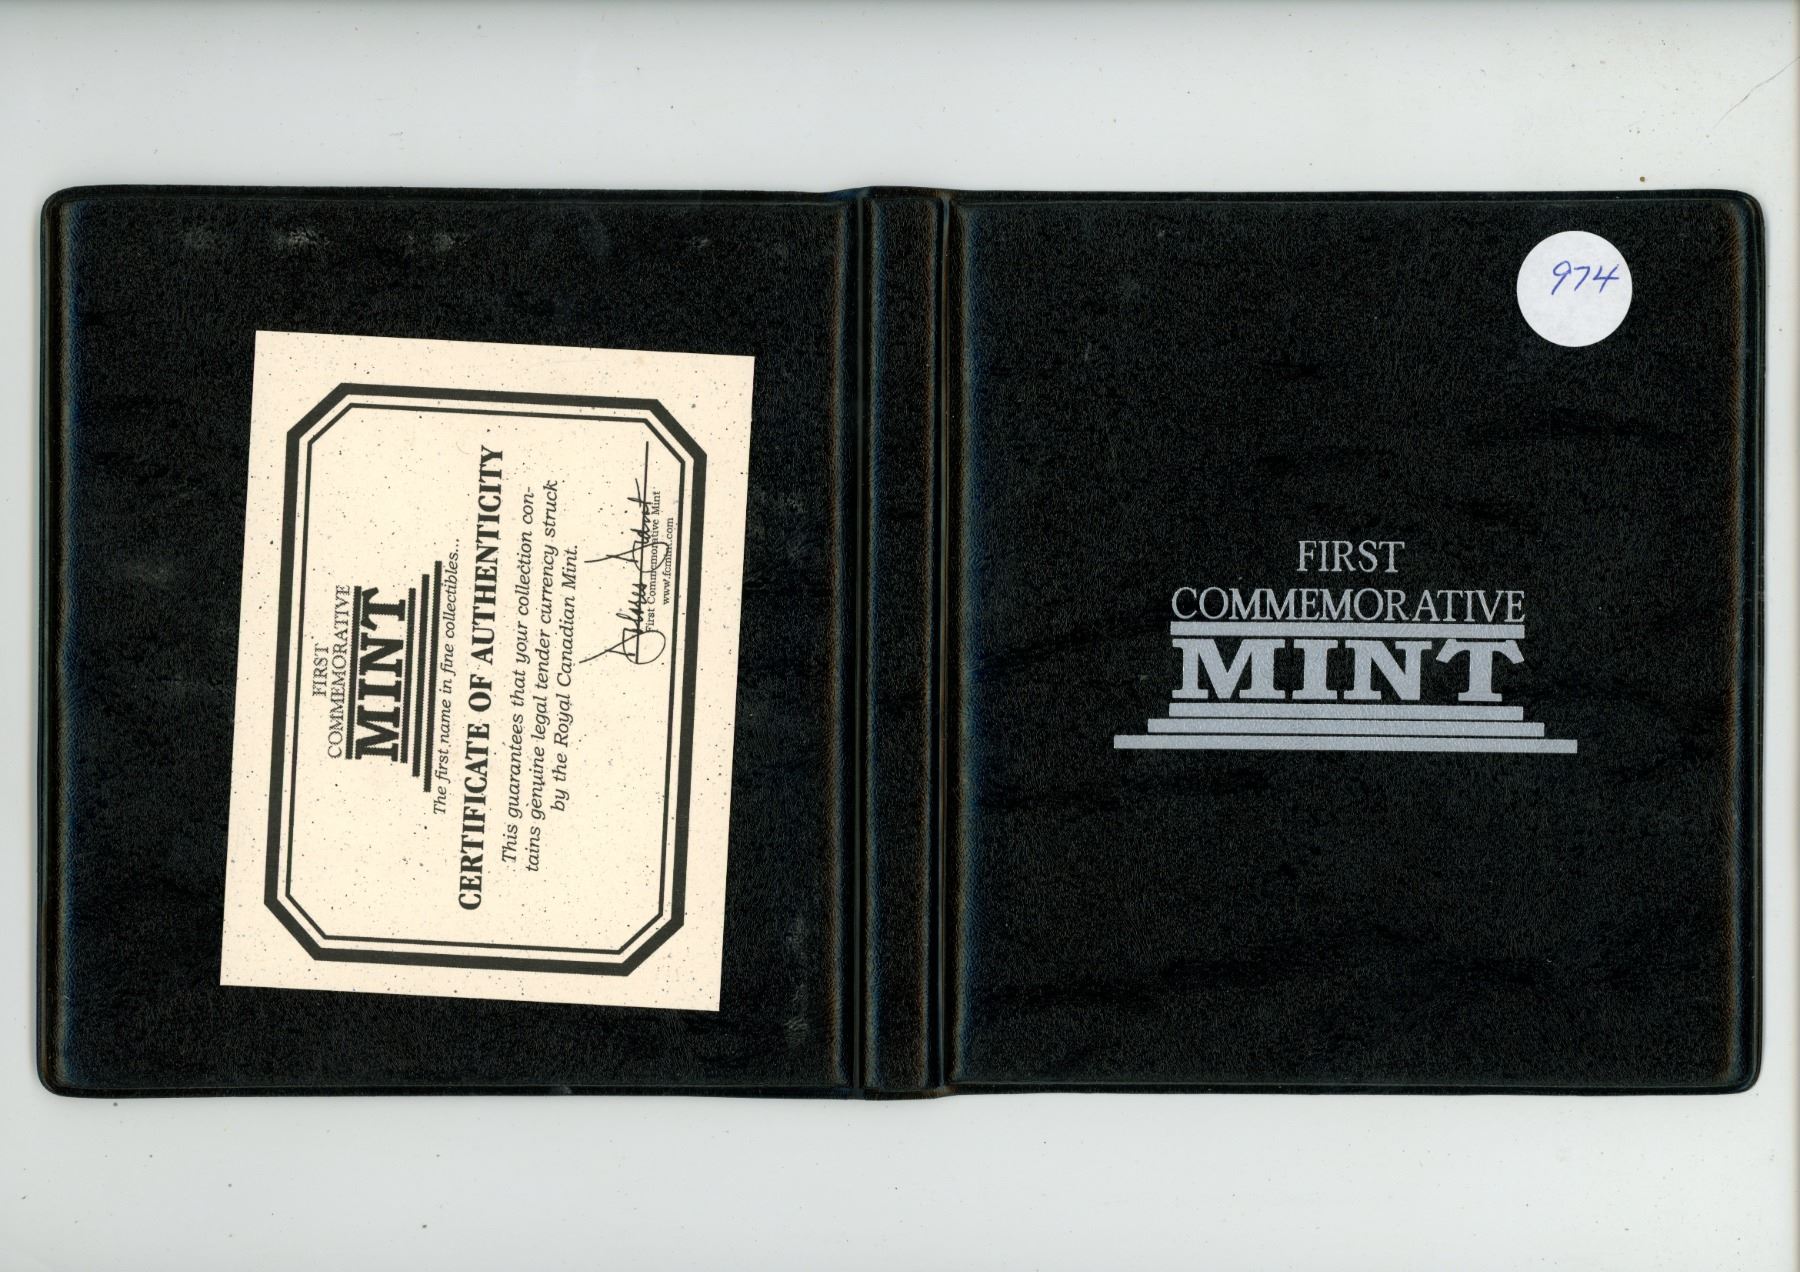 FIRST
COMMEMORATIVE
MINT
The first name in fine collectibles...
CERTIFICATE OF AUTHENTICITY
This guarantees that your collection con-
tains genuine legal tender currency struck
by the Royal Canadian Mint.
First Commemorative Mint
www.fcmint.com
974
FIRST
COMMEMORATIVE
MINT